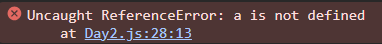 Uncaught ReferenceError: a is not defined
at Day2.js:28:13